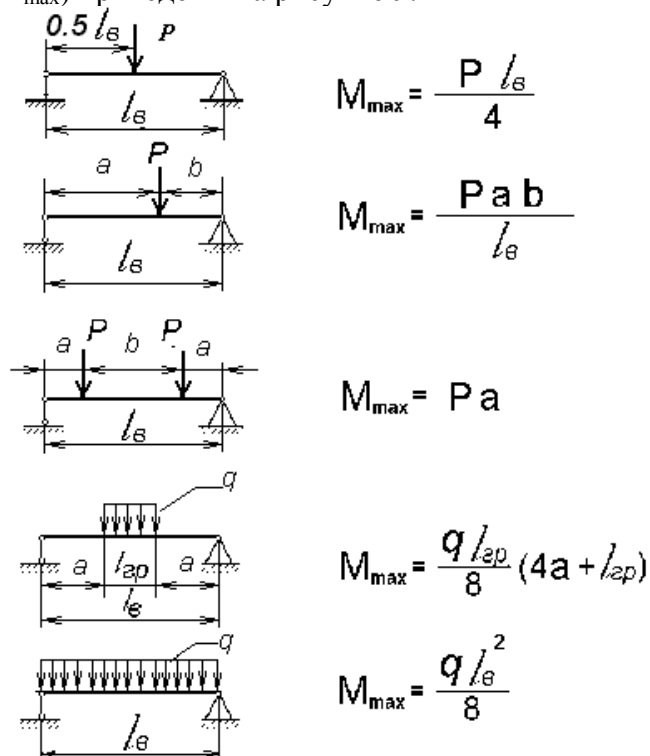 0.5 lв P
lв
Mmax = P lв / 4
a P b
lв
Mmax = P a b / lв
a P b P a
lв
Mmax = P a
q
a lгр a
lв
Mmax = q lгр / 8 (4a + lгр)
q
lв
Mmax = q lв² / 8